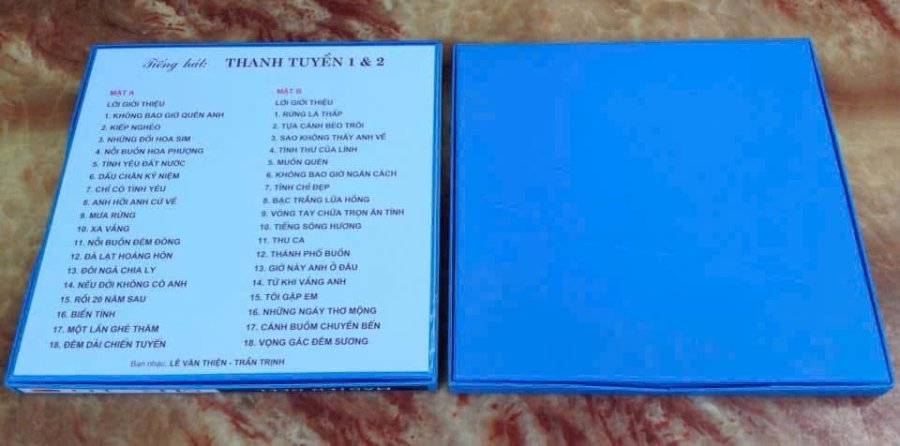 Tiếng hát: THANH TUYỀN 1 & 2
MẶT A
LỜI GIỚI THIỆU
1. KHÔNG BAO GIỜ QUÊN ANH
2. KIẾP NGHÈO
3. NHỮNG ĐỒI HOA SIM
4. NỖI BUỒN HOA PHƯỢNG
5. TÌNH YÊU ĐẤT NƯỚC
6. DẤU CHÂN KỶ NIỆM
7. CHỈ CÓ TÌNH YÊU
8. ANH HỠI ANH CỨ VỀ
9. MƯA RỪNG
10. XA VẮNG
11. NỖI BUỒN ĐÊM ĐÔNG
12. ĐÀ LẠT HOÀNG HÔN
13. ĐÔI NGÃ CHIA LY
14. NẾU ĐỜI KHÔNG CÓ ANH
15. RỒI 20 NĂM SAU
16. BIỂN TÌNH
17. MỘT LẦN GHÉ THĂM
18. ĐÊM DÀI CHIẾN TUYẾN
MẶT B
LỜI GIỚI THIỆU
1. RỪNG LÁ THẤP
2. TỰA CÁNH BÈO TRÔI
3. SAO KHÔNG THẤY ANH VỀ
4. TÌNH THƯ CỦA LÍNH
5. MUỐN QUÊN
6. KHÔNG BAO GIỜ NGĂN CÁCH
7. TÌNH CHỈ ĐẸP
8. BẠC TRẮNG LỬA HỒNG
9. VÒNG TAY CHỨA TRỌN ÂN TÌNH
10. TIẾNG SÔNG HƯƠNG
11. THU CA
12. THÀNH PHỐ BUỒN
13. GIỜ NÀY ANH Ở ĐÂU
14. TỪ KHI VẮNG ANH
15. TÔI GẶP EM
16. NHỮNG NGÀY THƠ MỘNG
17. CÁNH BUỒM CHUYỂN BẾN
18. VỌNG GÁC ĐÊM SƯƠNG
Ban nhạc: LÊ VĂN THIỆN - TRẦN TRỊNH